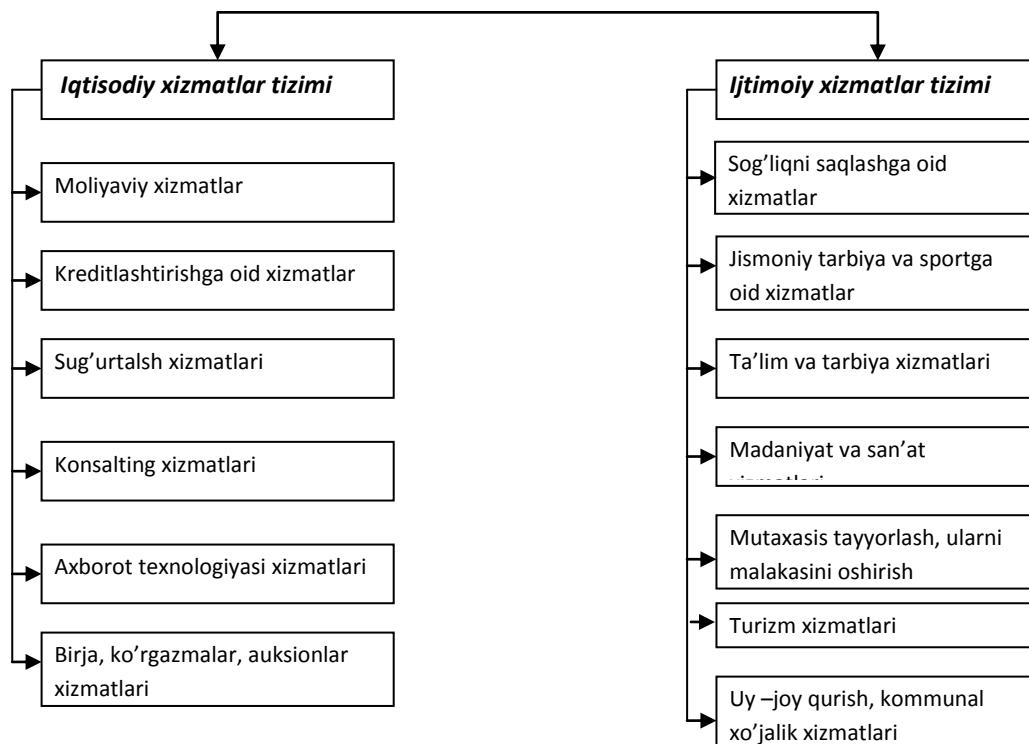 Iqtisodiy xizmatlar tizimi
Moliyaviy xizmatlar
Kreditlashtirishga oid xizmatlar
Sug’urtalsh xizmatlari
Konsalting xizmatlari
Axborot texnologiyasi xizmatlari
Birja, ko’rgazmalar, auksionlar
xizmatlari
Ijtimoiy xizmatlar tizimi
Sog’liqni saqlashga oid
xizmatlar
Jismoniy tarbiya va sportga
oid xizmatlar
Ta’lim va tarbiya xizmatlari
Madaniyat va san’at
Mutaxasis tayyorlash, ularni
malakasini oshirish
Turizm xizmatlari
Uy –joy qurish, kommunal
xo’jalik xizmatlari